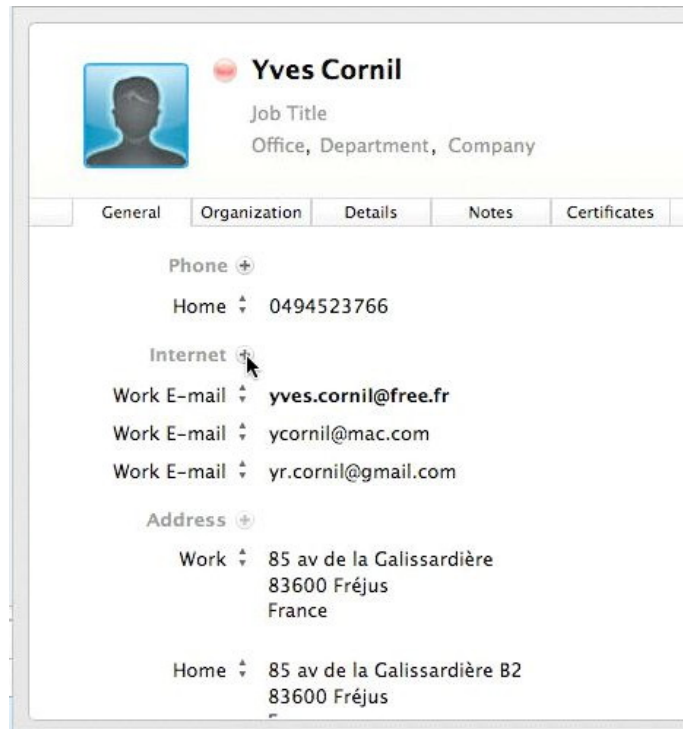 Yves Cornil
Job Title
Office, Department, Company
General Organization Details Notes Certificates
Phone
Home 0494523766
Internet
Work E-mail yves.cornil@free.fr
Work E-mail ycornil@mac.com
Work E-mail yr.cornil@gmail.com
Address
Work 85 av de la Galissardière
83600 Fréjus
France
Home 85 av de la Galissardière B2
83600 Fréjus